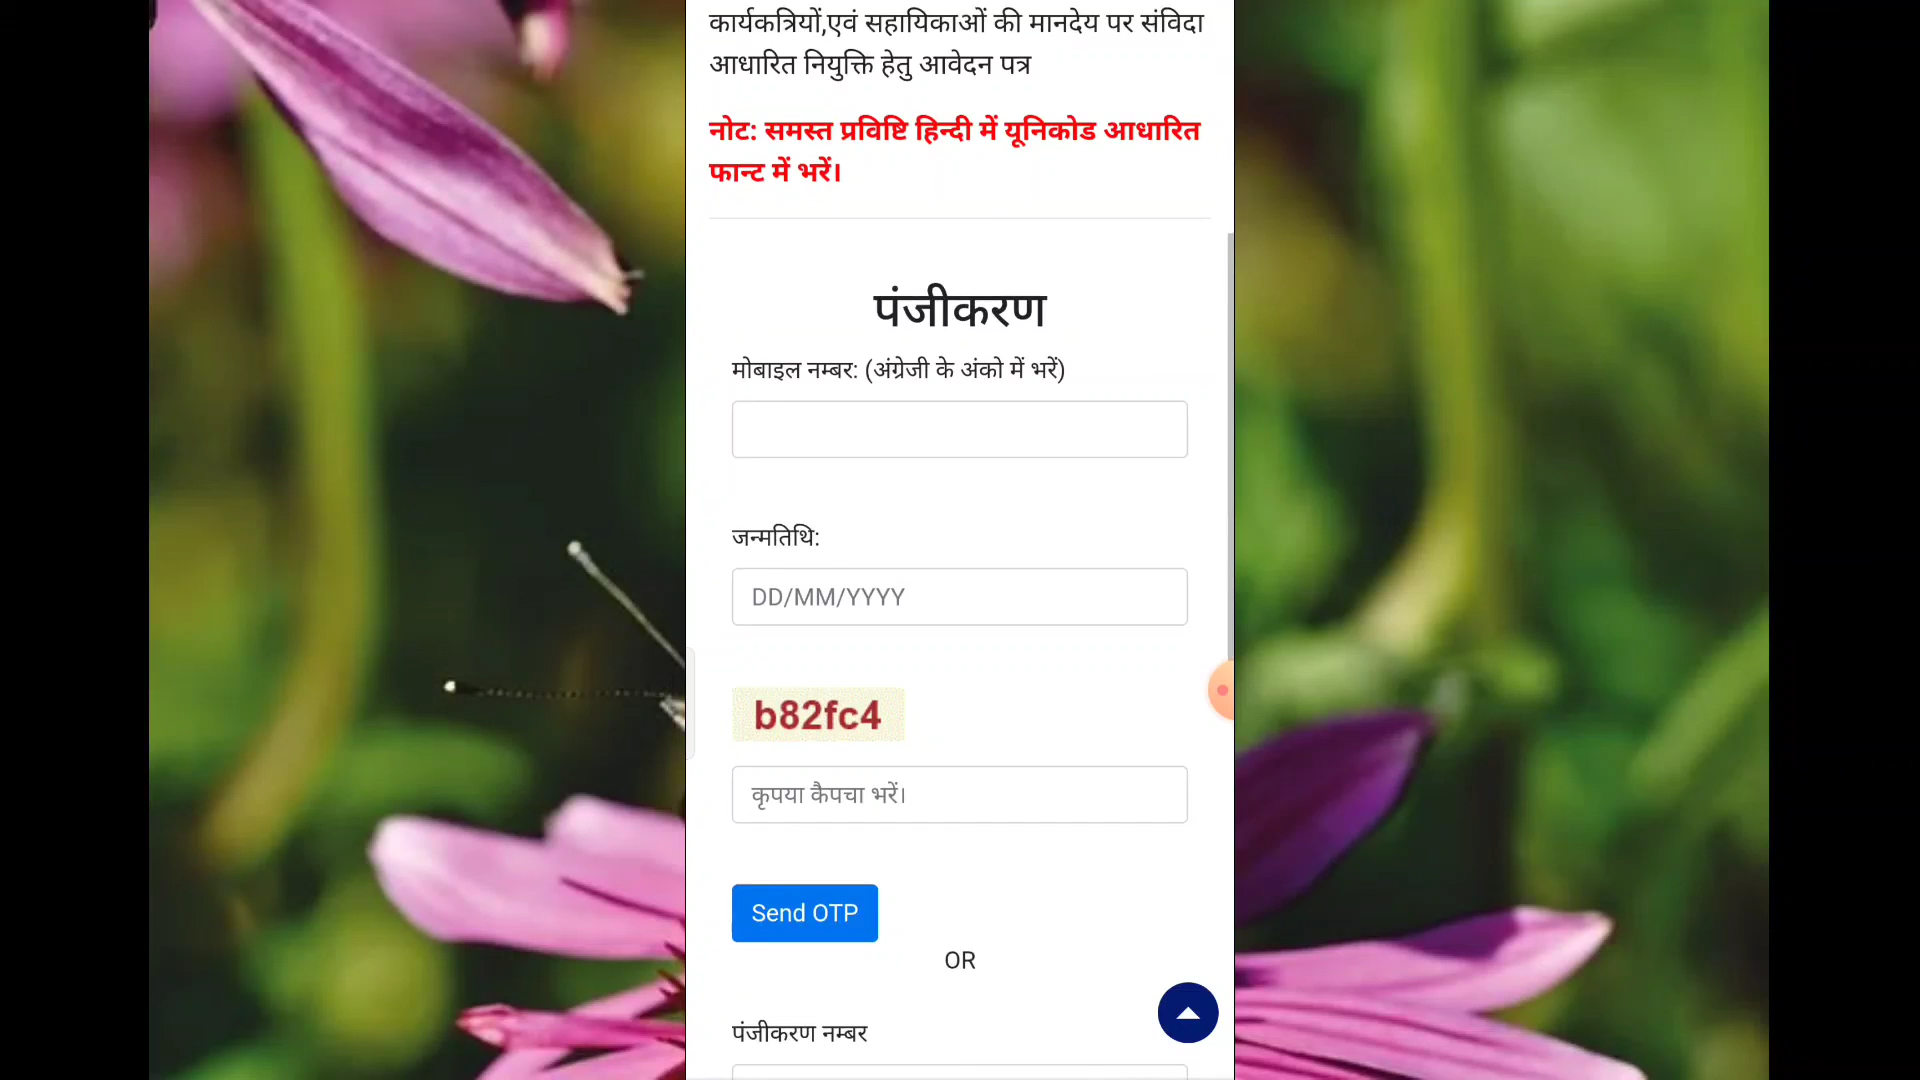 कार्यकत्रियों,एवं सहायिकाओं की मानदेय पर संविदा
आधारित नियुक्ति हेतु आवेदन पत्र
नोट: समस्त प्रविष्टि हिन्दी में यूनिकोड आधारित
फान्ट में भरें।
पंजीकरण
मोबाइल नम्बर: (अंग्रेजी के अंको में भरें)
जन्मतिथि:
DD/MM/YYYY
b82fc4
कृपया कैपचा भरें।
Send OTP
OR
पंजीकरण नम्बर